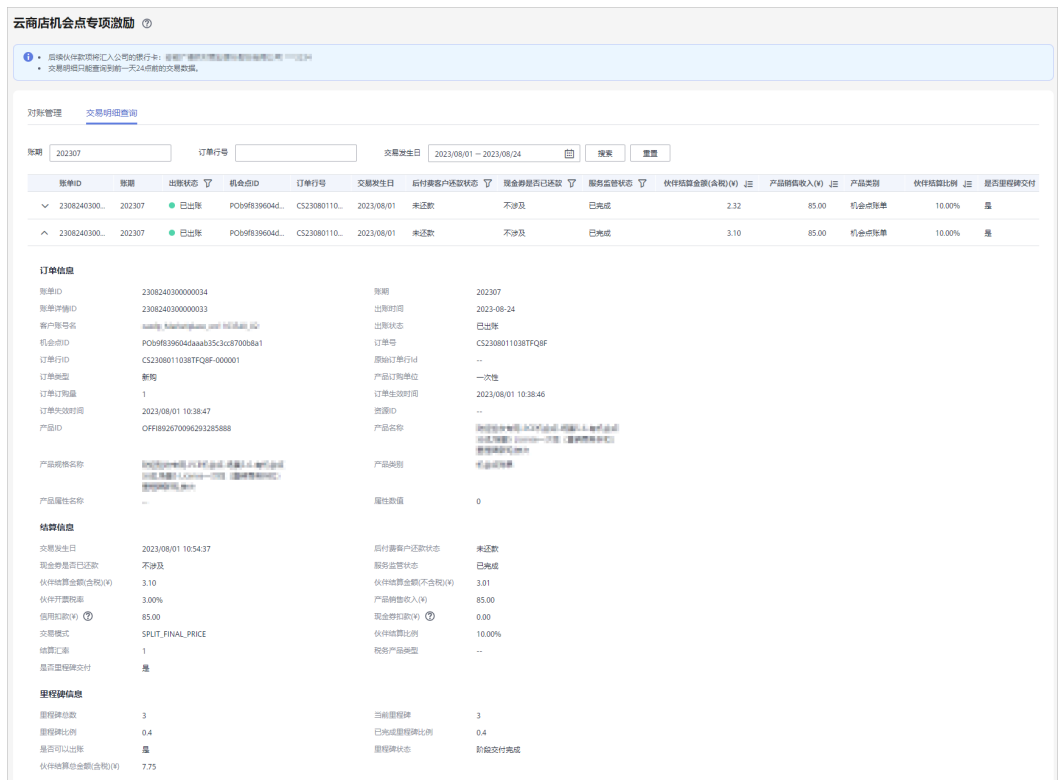 云商店机会点专项激励
后续伙伴款项将汇入公司的银行卡：
交易明细只能查询到前一天24点前的交易数据。
对账管理 交易明细查询
账期 202307 订单行号 交易发生日 2023/08/01 – 2023/08/24 搜索 重置
账单ID 账期 出账状态 机会点ID 订单行号 交易发生日 后付费客户还款状态 现金券是否已还款 服务监管状态 伙伴结算金额(含税)(¥) 产品销售收入(¥) 产品类别 伙伴结算比例 是否里程碑交付
2308240300... 202307 已出账 POb9f839604d... CS23080110... 2023/08/01 未还款 不涉及 已完成 2.32 85.00 机会点账单 10.00% 是
2308240300... 202307 已出账 POb9f839604d... CS23080110... 2023/08/01 未还款 不涉及 已完成 3.10 85.00 机会点账单 10.00% 是
订单信息
账单ID 2308240300000034 账期 202307
账单详情ID 2308240300000033 出账时间 2023-08-24
客户账号名 出账状态 已出账
机会点ID POb9f839604daaab35c3cc8700b8a1 订单号 CS2308011038TFQ8F
订单行ID CS2308011038TFQ8F-000001 原始订单行Id --
订单类型 新购 产品订购单位 一次性
订单订购量 1 订单生效时间 2023/08/01 10:38:46
订单失效时间 2023/08/01 10:38:47 资源ID --
产品ID OFFI892670096293285888 产品名称
产品规格名称 产品类别
产品属性名称 -- 属性数值 0
结算信息
交易发生日 2023/08/01 10:54:37 后付费客户还款状态 未还款
现金券是否已还款 不涉及 服务监管状态 已完成
伙伴结算金额(含税)(¥) 3.10 伙伴结算金额(不含税)(¥) 3.01
伙伴开票税率 3.00% 产品销售收入(¥) 85.00
信用扣款(¥) 85.00 现金券扣款(¥) 0.00
交易模式 SPLIT_FINAL_PRICE 伙伴结算比例 10.00%
结算汇率 1 税务产品类型 --
是否里程碑交付 是
里程碑信息
里程碑总数 3 当前里程碑 3
里程碑比例 0.4 已完成里程碑比例 0.4
是否可以出账 是 里程碑状态 阶段交付完成
伙伴结算总金额(含税)(¥) 7.75